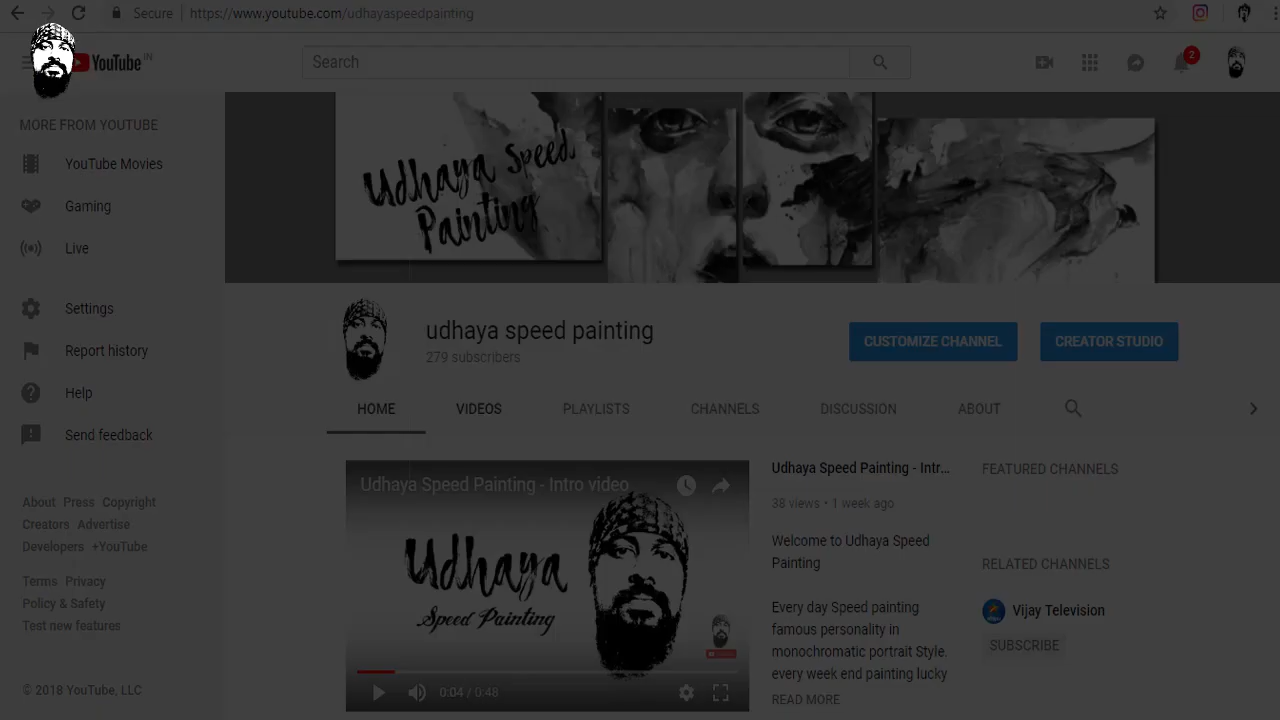 Secure
https://www.youtube.com/udhayaspeedpainting
YouTube IN
Search
2
MORE FROM YOUTUBE
YouTube Movies
Gaming
Live
Settings
Report history
Help
Send feedback
About Press Copyright
Creators Advertise
Developers +YouTube
Terms Privacy
Policy & Safety
Test new features
© 2018 YouTube, LLC
Udhaya Speed
Painting
udhaya speed painting
279 subscribers
CUSTOMIZE CHANNEL
CREATOR STUDIO
HOME
VIDEOS
PLAYLISTS
CHANNELS
DISCUSSION
ABOUT
Udhaya Speed Painting - Intro video
Udhaya
Speed Painting
0:04 / 0:48
Udhaya Speed Painting - Intr...
38 views • 1 week ago
Welcome to Udhaya Speed
Painting
Every day Speed painting
famous personality in
monochromatic portrait Style.
every week end painting lucky
READ MORE
FEATURED CHANNELS
RELATED CHANNELS
Vijay Television
SUBSCRIBE